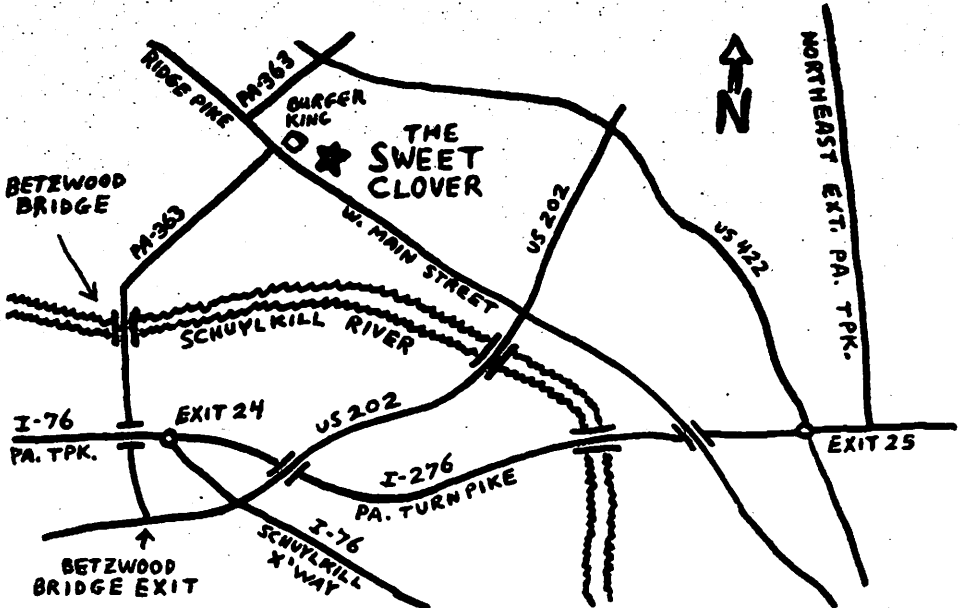 RIDGE PIKE
PA-363
BURGER
KING
THE
SWEET
CLOVER
N
NORTHEAST EXT. PA. TPK.
BETZWOOD
BRIDGE
PA-363
W. MAIN STREET
US 202
US 422
SCHUYLKILL RIVER
I-76
PA. TPK.
EXIT 24
US 202
I-276
PA. TURNPIKE
EXIT 25
I-76
SCHUYLKILL
X'WAY
BETZWOOD
BRIDGE EXIT